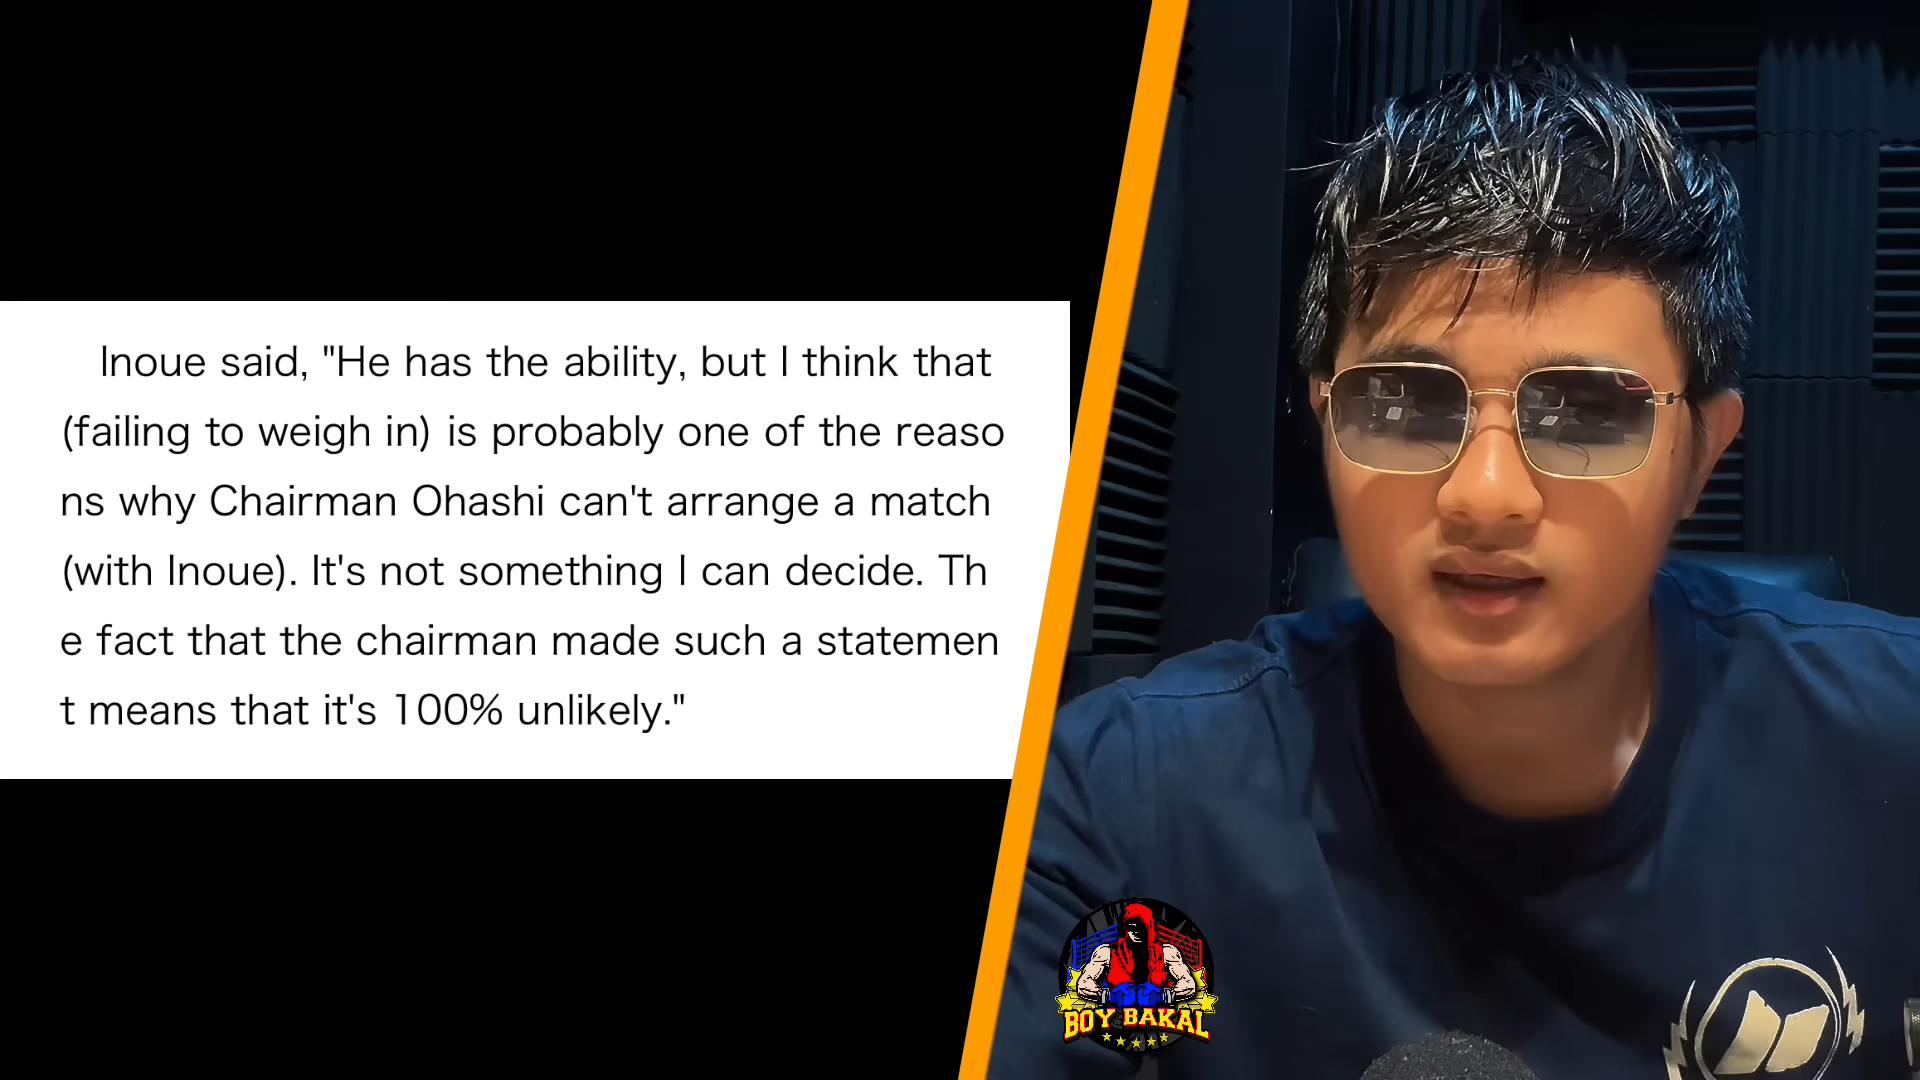 Inoue said, "He has the ability, but I think that
(failing to weigh in) is probably one of the reaso
ns why Chairman Ohashi can't arrange a match
(with Inoue). It's not something I can decide. Th
e fact that the chairman made such a statemen
t means that it's 100% unlikely."
BOY BAKAL